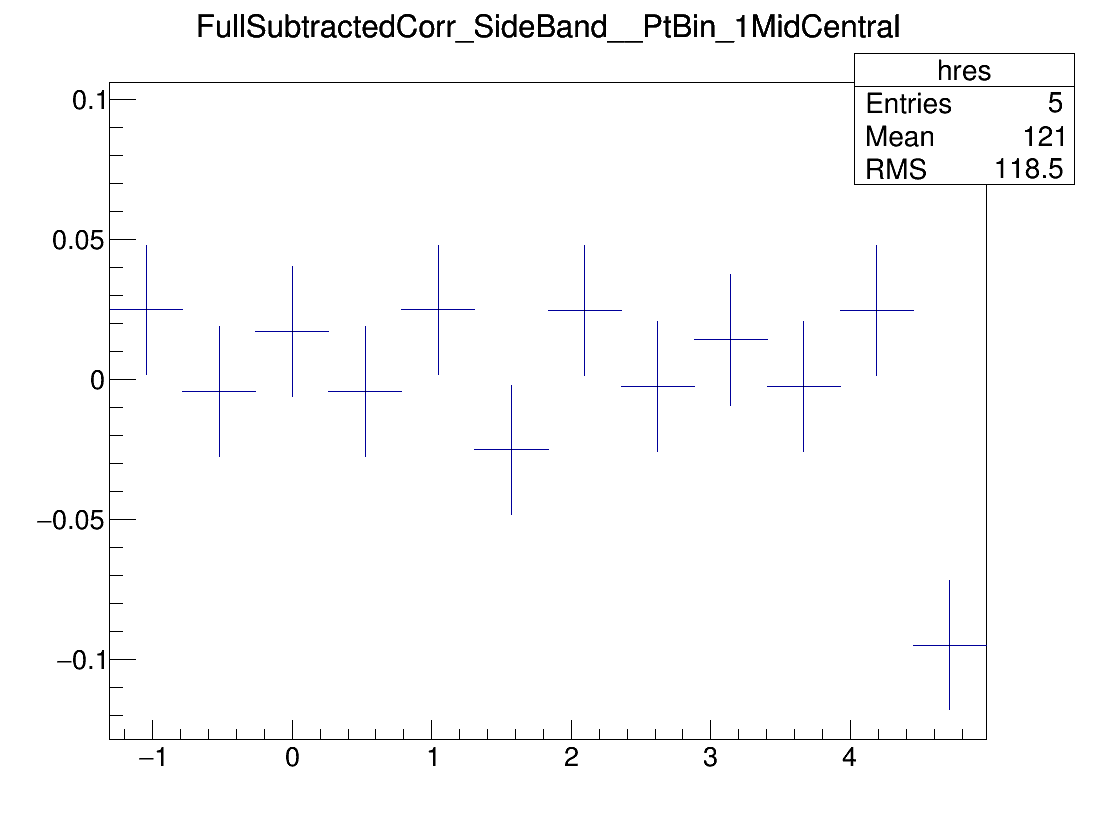 FullSubtractedCorr_SideBand__PtBin_1MidCentral
hres
Entries 5
Mean 121
RMS 118.5
0.1
0.05
0
−0.05
−0.1
−1 0 1 2 3 4